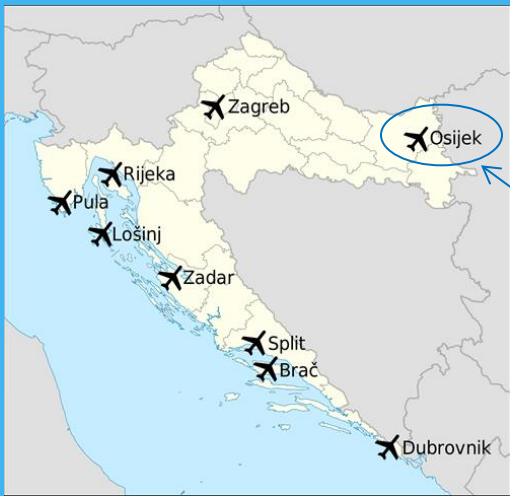 Zagreb
Osijek
Rijeka
Pula
Lošinj
Zadar
Split
Brač
Dubrovnik